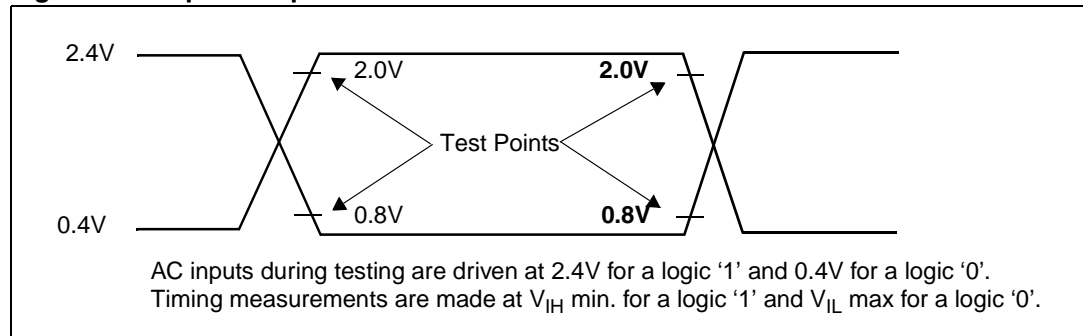 2.4V
2.0V
2.0V
Test Points
0.8V
0.8V
0.4V
AC inputs during testing are driven at 2.4V for a logic ‘1’ and 0.4V for a logic ‘0’.
Timing measurements are made at VIH min. for a logic ‘1’ and VIL max for a logic ‘0’.